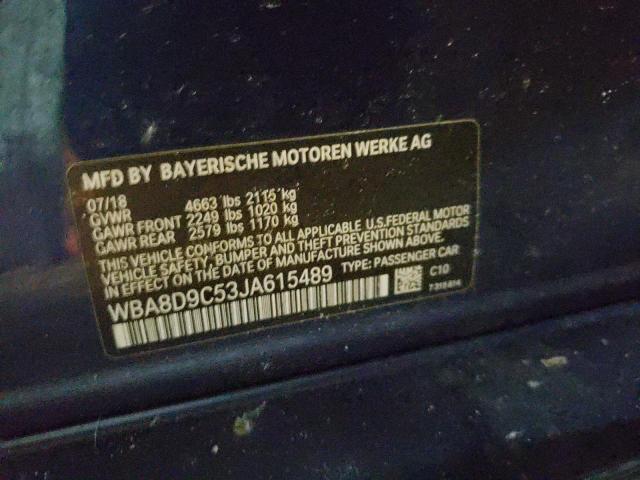 MFD BY BAYERISCHE MOTOREN WERKE AG
07/18
GVWR 4663 lbs 2115 kg
GAWR FRONT 2249 lbs 1020 kg
GAWR REAR 2579 lbs 1170 kg
THIS VEHICLE CONFORMS TO ALL APPLICABLE U.S.FEDERAL MOTOR
VEHICLE SAFETY, BUMPER, AND THEFT PREVENTION STANDARDS
IN EFFECT ON THE DATE OF MANUFACTURE SHOWN ABOVE.
WBA8D9C53JA615489 TYPE: PASSENGER CAR
C10